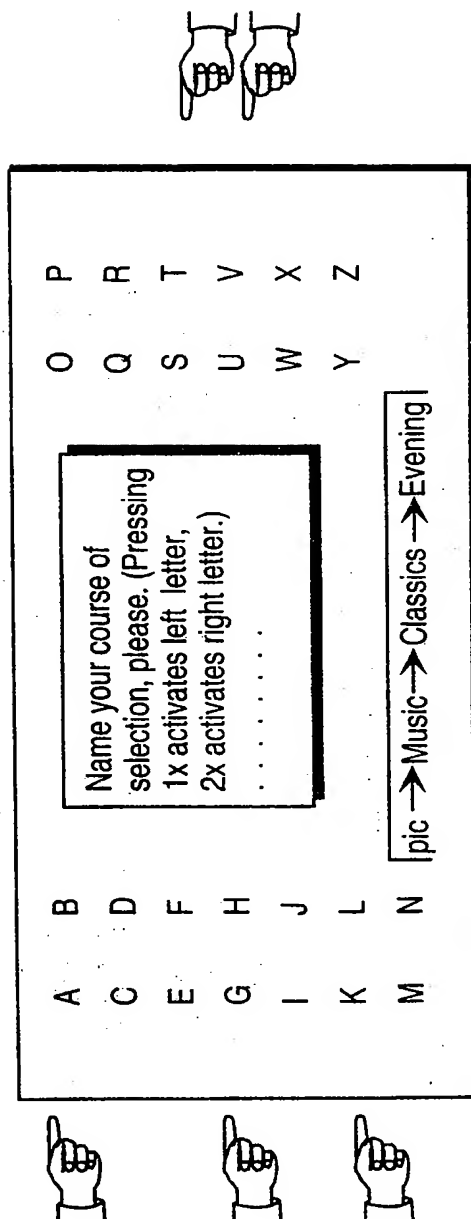 A B
C D
E F
G H
I J
K L
M N
Name your course of
selection, please. (Pressing
1x activates left letter,
2x activates right letter.)
. . . . . . . . .
O P
Q R
S T
U V
W X
Y Z
pic → Music → Classics → Evening